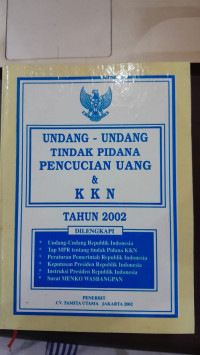 UNDANG - UNDANG
TINDAK PIDANA
PENCUCIAN UANG
&
K K N
TAHUN 2002
DILENGKAPI
Undang-Undang Republik Indonesia
Tap MPR tentang tindak Pidana KKN
Peraturan Pemerintah Republik Indonesia
Keputusan Presiden Republik Indonesia
Instruksi Presiden Republik Indonesia
Surat MENKO WASBANGPAN
PENERBIT
CV. TAMITA UTAMA JAKARTA 2002